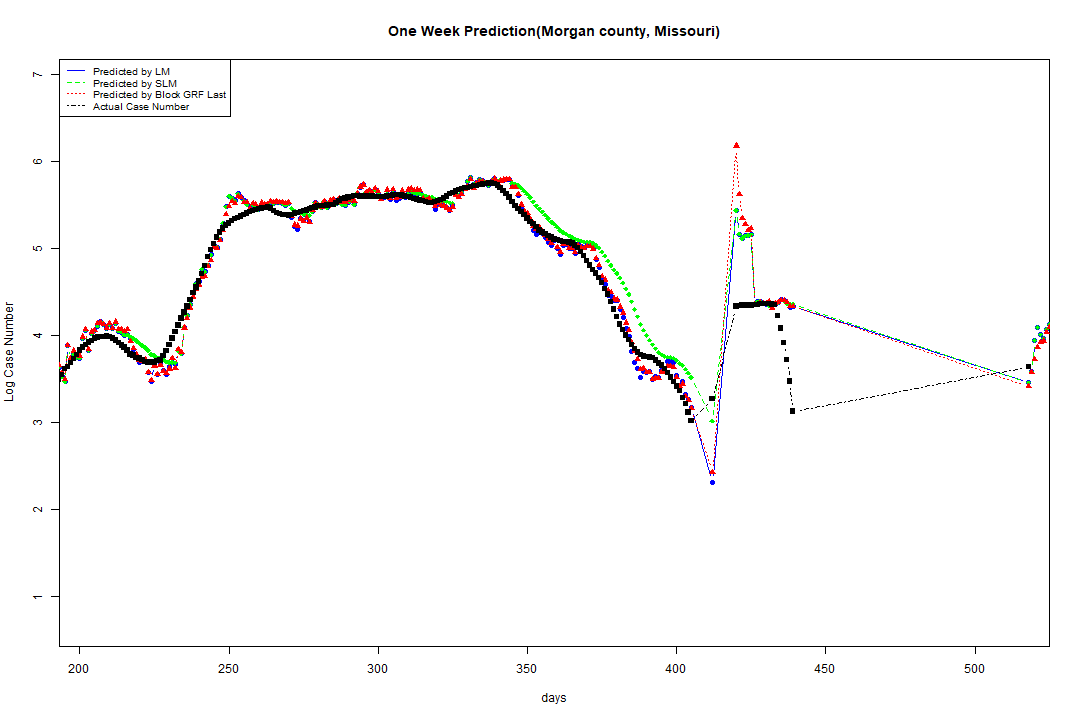 One Week Prediction(Morgan county, Missouri)
Predicted by LM
Predicted by SLM
Predicted by Block GRF Last
Actual Case Number
7
6
5
4
3
2
1
Log Case Number
200 250 300 350 400 450 500
days